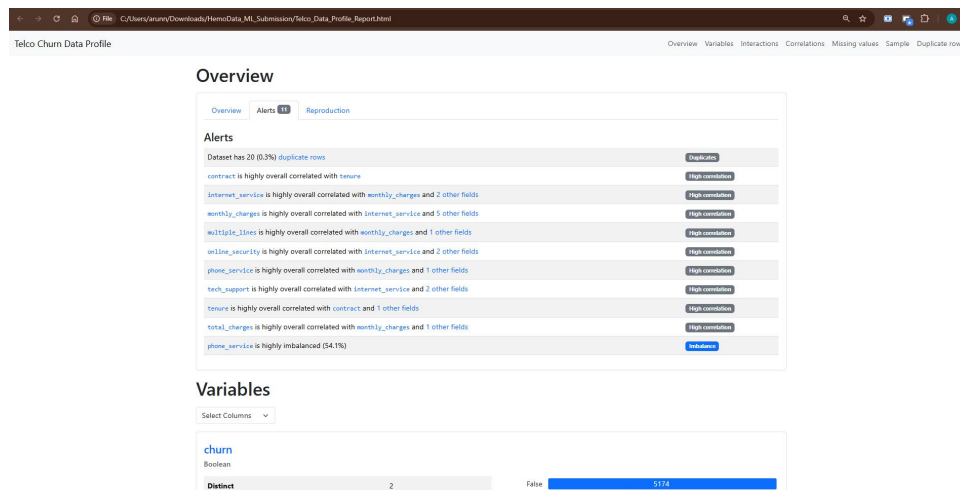 File C:/Users/arunn/Downloads/HemoData_ML_Submission/Telco_Data_Profile_Report.html
Telco Churn Data Profile
Overview Variables Interactions Correlations Missing values Sample Duplicate row
Overview
Overview Alerts 11 Reproduction
Alerts
Dataset has 20 (0.3%) duplicate rows Duplicates
contract is highly overall correlated with tenure High correlation
internet_service is highly overall correlated with monthly_charges and 2 other fields High correlation
monthly_charges is highly overall correlated with internet_service and 5 other fields High correlation
multiple_lines is highly overall correlated with monthly_charges and 1 other fields High correlation
online_security is highly overall correlated with internet_service and 2 other fields High correlation
phone_service is highly overall correlated with monthly_charges and 1 other fields High correlation
tech_support is highly overall correlated with internet_service and 2 other fields High correlation
tenure is highly overall correlated with contract and 1 other fields High correlation
total_charges is highly overall correlated with monthly_charges and 1 other fields High correlation
phone_service is highly imbalanced (54.1%) Imbalance
Variables
Select Columns
churn
Boolean
Distinct 2
False 5174